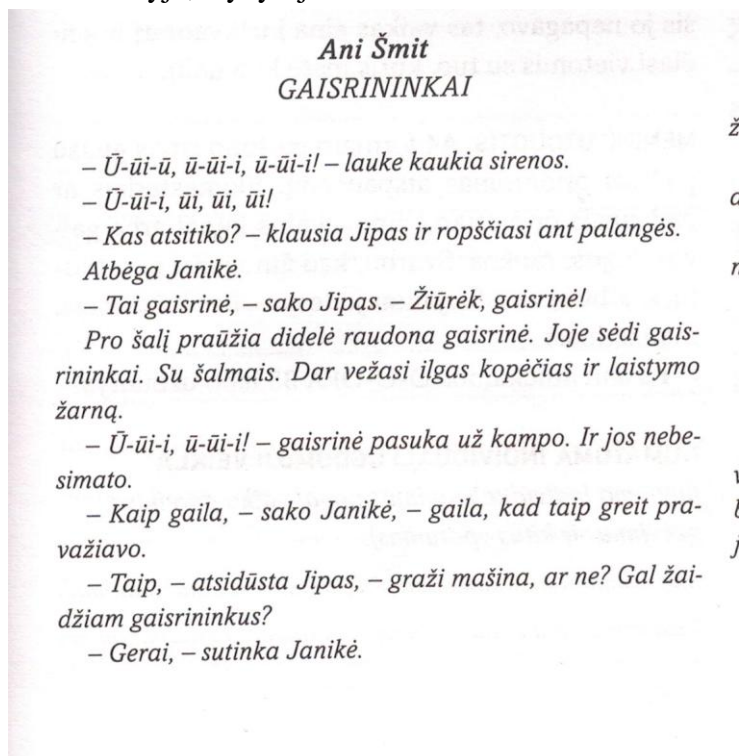 Ani Šmit
GAISRININKAI
– Ū-ūi-ū, ū-ūi-i, ū-ūi-i! – lauke kaukia sirenos.
– Ū-ūi-i, ūi, ūi, ūi!
– Kas atsitiko? – klausia Jipas ir ropščiasi ant palangės.
Atbėga Janikė.
– Tai gaisrinė, – sako Jipas. – Žiūrėk, gaisrinė!
Pro šalį praūžia didelė raudona gaisrinė. Joje sėdi gais-
rininkai. Su šalmais. Dar vežasi ilgas kopėčias ir laistymo
žarną.
– Ū-ūi-i, ū-ūi-i! – gaisrinė pasuka už kampo. Ir jos nebe-
simato.
– Kaip gaila, – sako Janikė, – gaila, kad taip greit pra-
važiavo.
– Taip, – atsidūsta Jipas, – graži mašina, ar ne? Gal žai-
džiam gaisrininkus?
– Gerai, – sutinka Janikė.